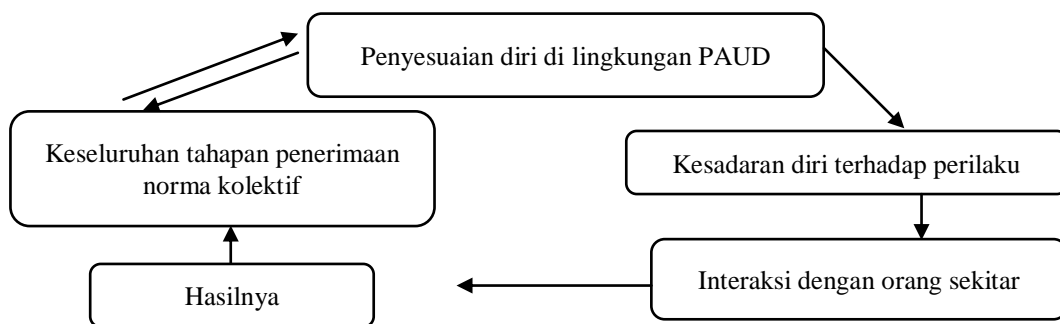 Penyesuaian diri di lingkungan PAUD
Keseluruhan tahapan penerimaan
norma kolektif
Kesadaran diri terhadap perilaku
Interaksi dengan orang sekitar
Hasilnya